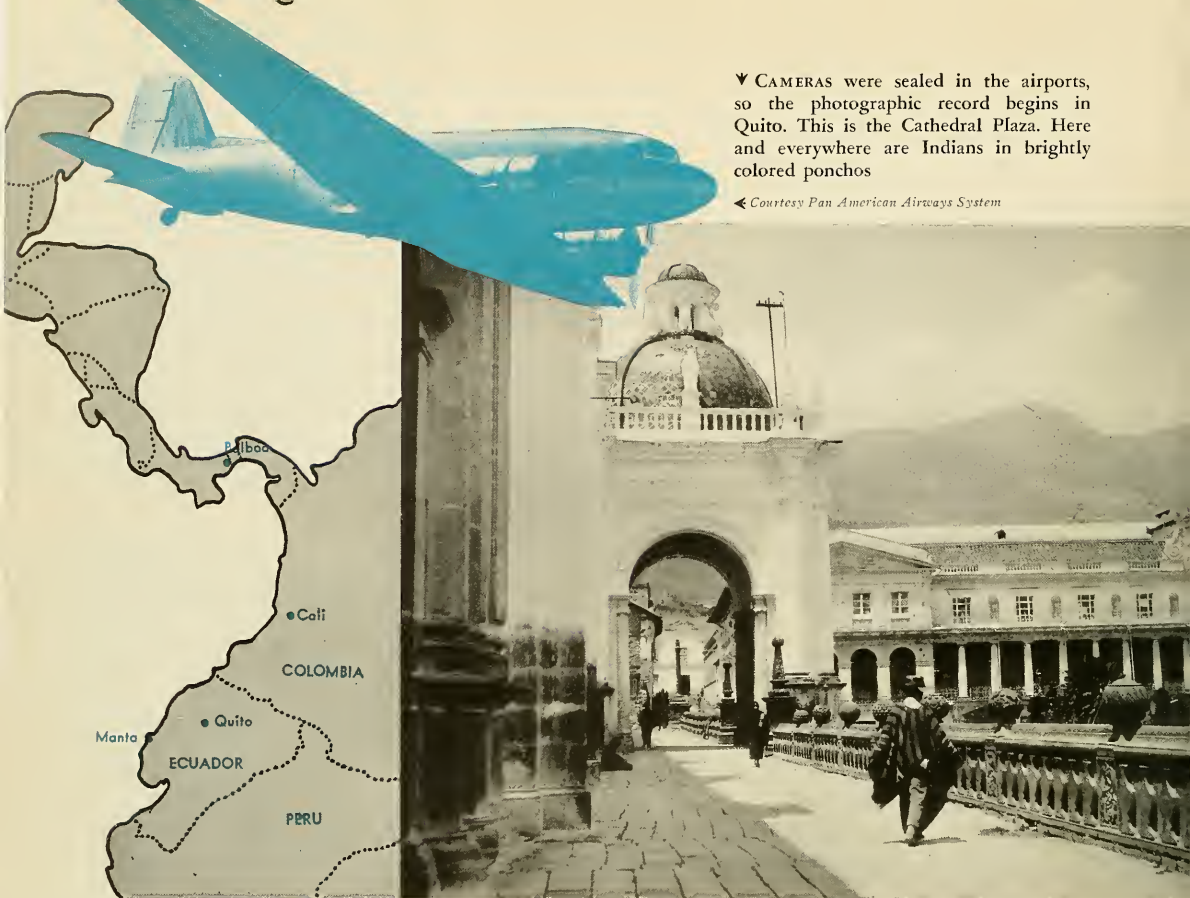 CAMERAS were sealed in the airports,
so the photographic record begins in
Quito. This is the Cathedral Plaza. Here
and everywhere are Indians in brightly
colored ponchos
Courtesy Pan American Airways System
Balboa
Cali
COLOMBIA
Quito
Manta
ECUADOR
PERU